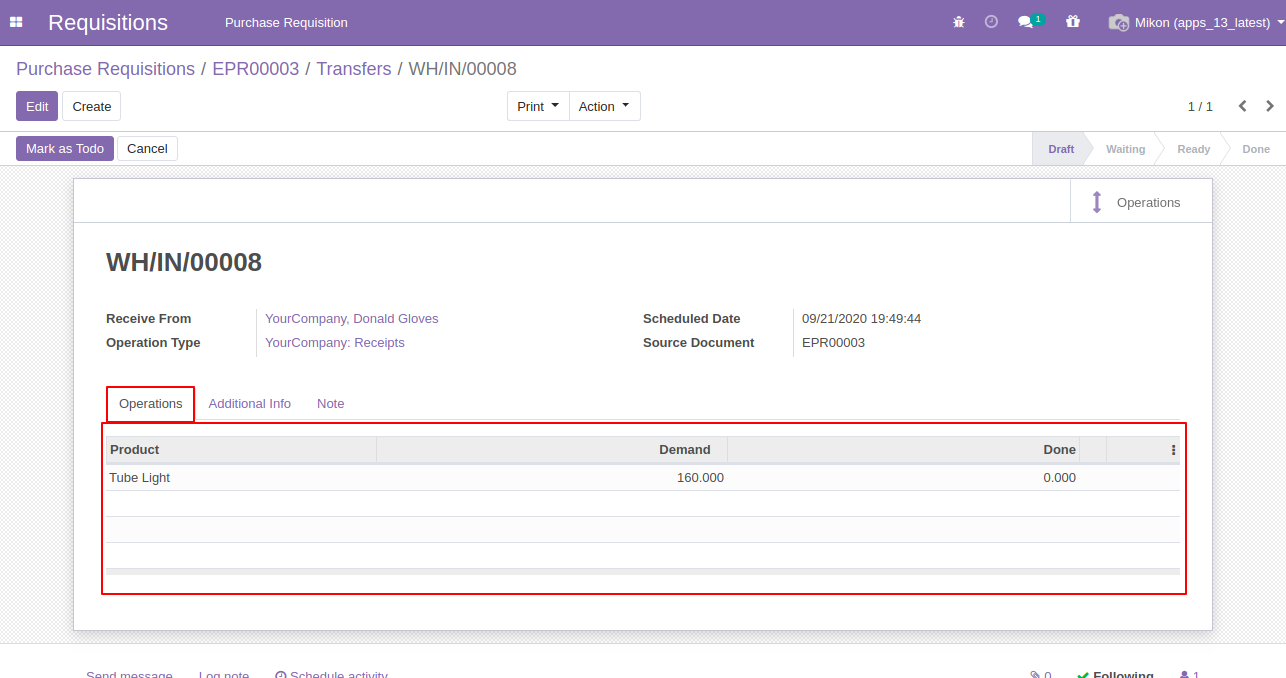 Requisitions Purchase Requisition 1 Mikon (apps_13_latest)
Purchase Requisitions / EPR00003 / Transfers / WH/IN/00008
Edit Create Print Action 1 / 1
Mark as Todo Cancel Draft Waiting Ready Done
Operations
WH/IN/00008
Receive From YourCompany, Donald Gloves Scheduled Date 09/21/2020 19:49:44
Operation Type YourCompany: Receipts Source Document EPR00003
Operations Additional Info Note
Product Demand Done
Tube Light 160.000 0.000
Send message Log note Schedule activity 0 Following 1